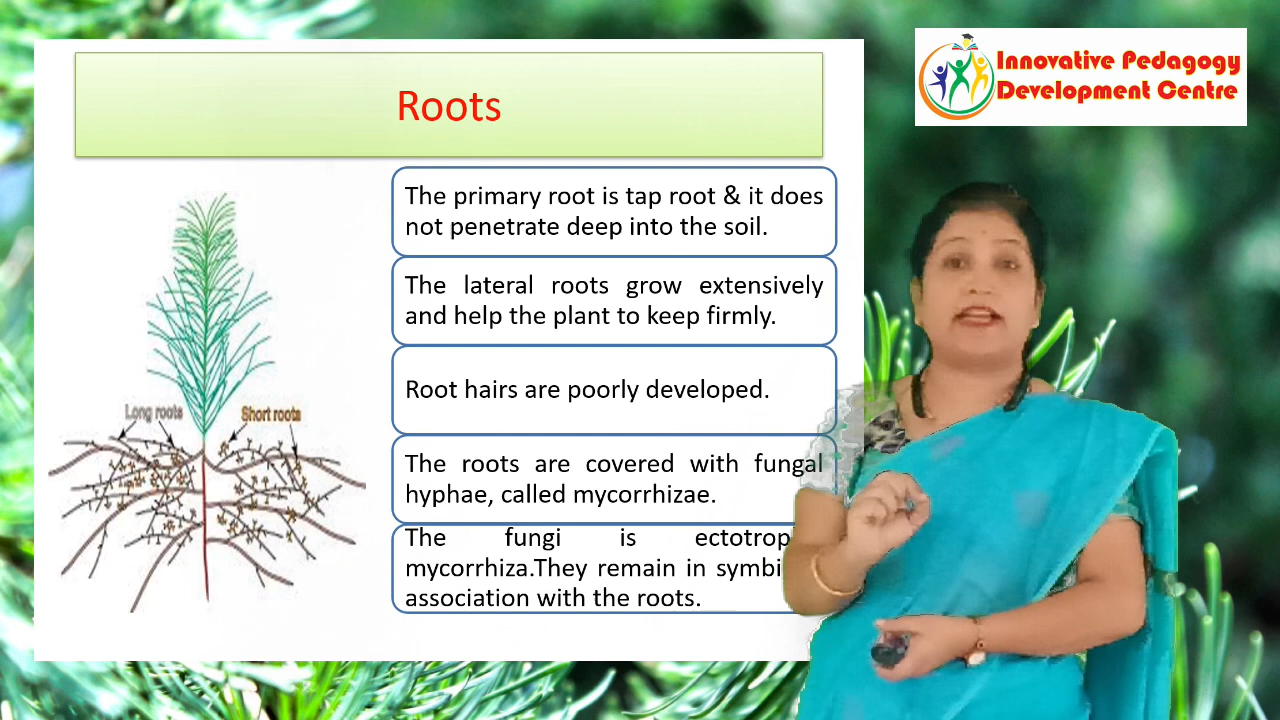 Innovative Pedagogy
Development Centre
Roots
The primary root is tap root & it does
not penetrate deep into the soil.
The lateral roots grow extensively
and help the plant to keep firmly.
Root hairs are poorly developed.
The roots are covered with fungal
hyphae, called mycorrhizae.
The fungi is
mycorrhiza.They remain in
association with the roots.
Long roots
Short roots